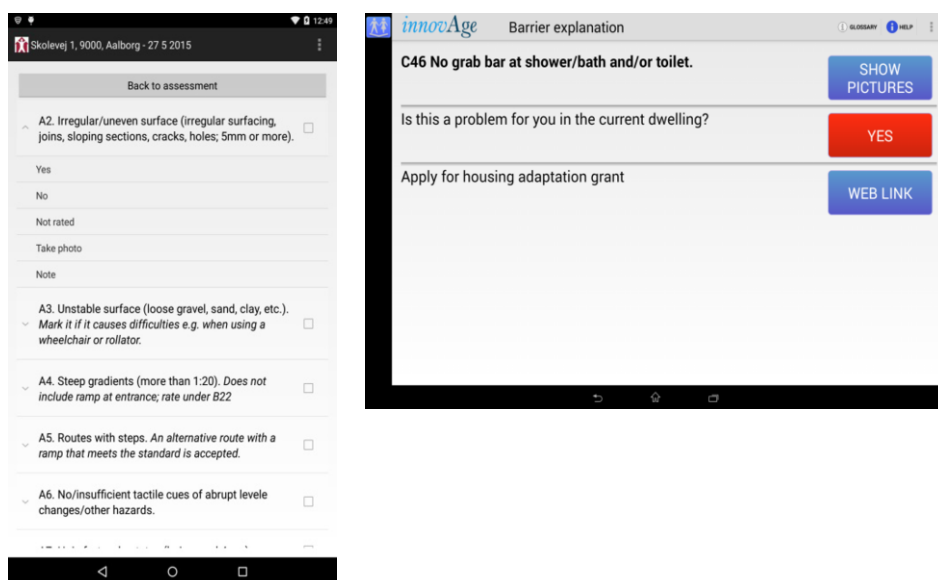 12:49
Skolevej 1, 9000, Aalborg - 27 5 2015
Back to assessment
A2. Irregular/uneven surface (irregular surfacing,
joins, sloping sections, cracks, holes; 5mm or more).
Yes
No
Not rated
Take photo
Note
A3. Unstable surface (loose gravel, sand, clay, etc.).
Mark it if it causes difficulties e.g. when using a
wheelchair or rollator.
A4. Steep gradients (more than 1:20). Does not
include ramp at entrance; rate under B22
A5. Routes with steps. An alternative route with a
ramp that meets the standard is accepted.
A6. No/insufficient tactile cues of abrupt levele
changes/other hazards.
innovAge
Barrier explanation
GLOSSARY
HELP
C46 No grab bar at shower/bath and/or toilet.
SHOW
PICTURES
Is this a problem for you in the current dwelling?
YES
Apply for housing adaptation grant
WEB LINK